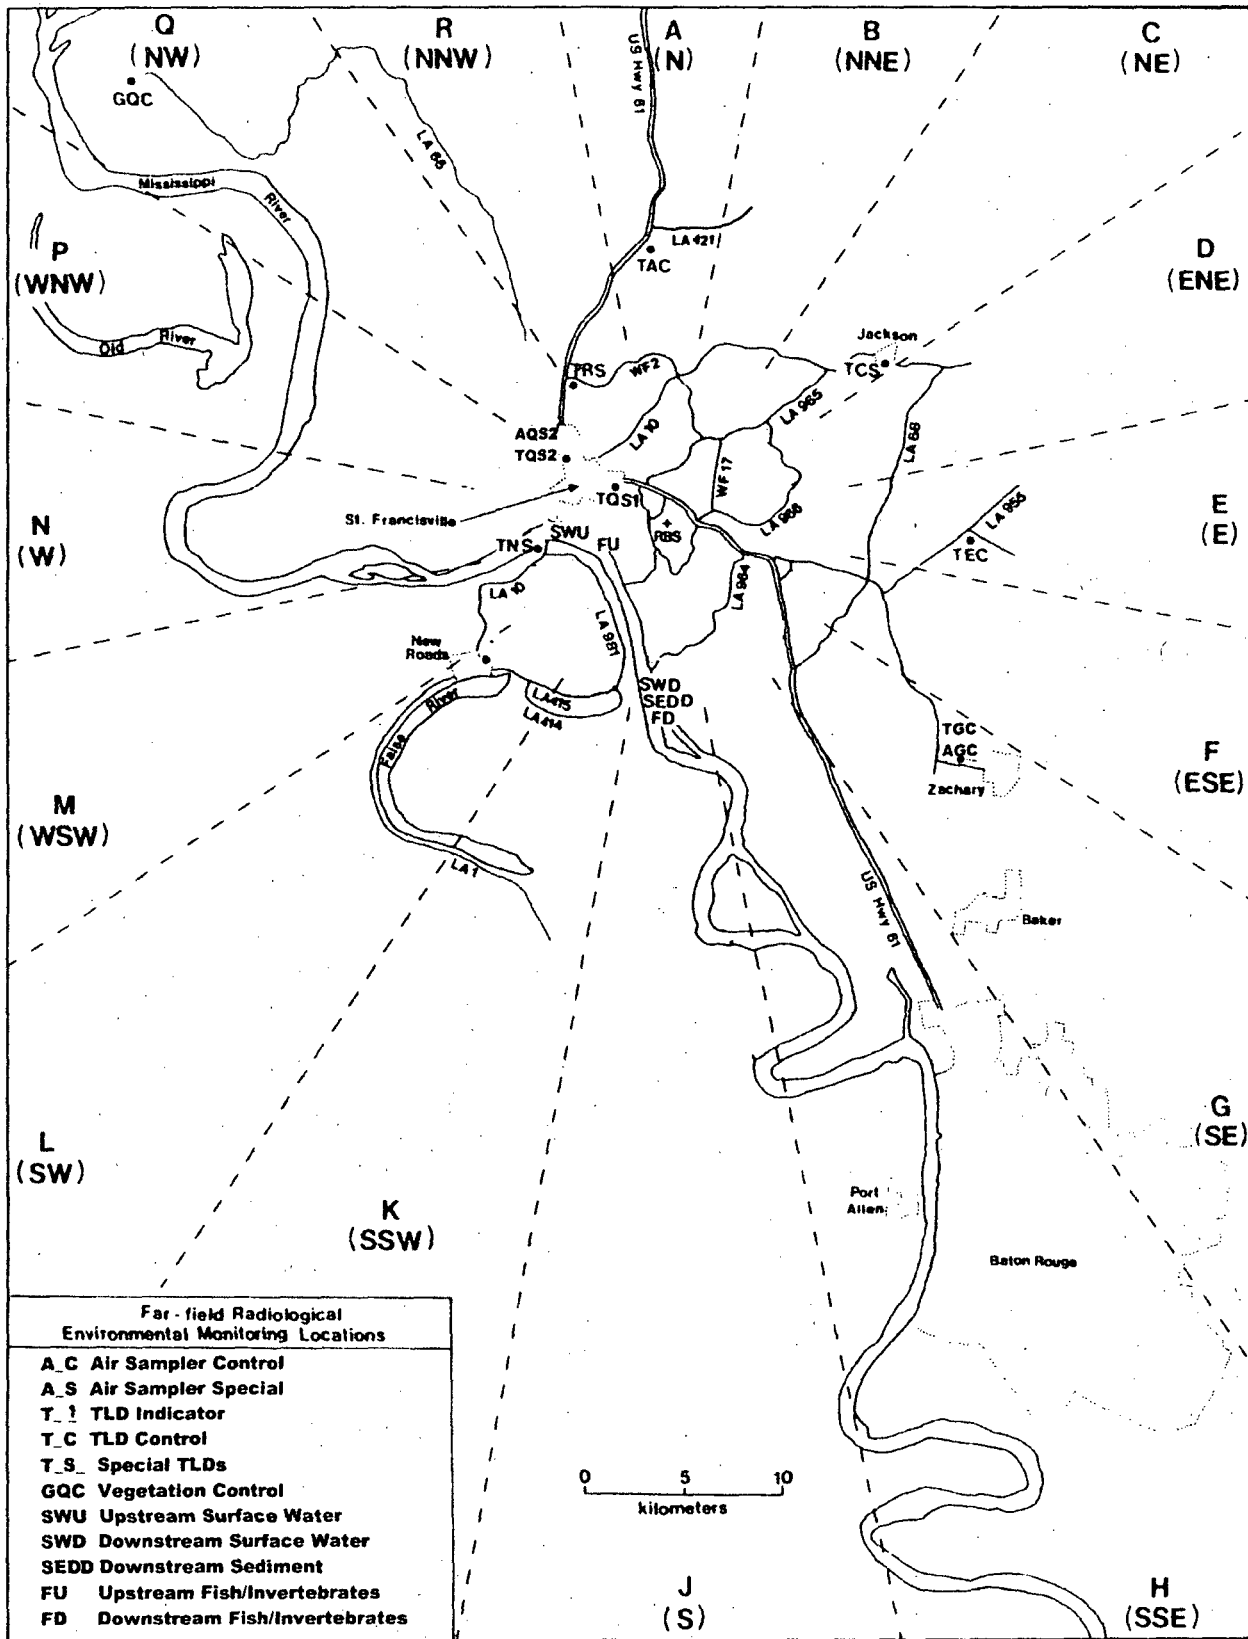 Q
(NW)
R
(NNW)
A
(N)
B
(NNE)
C
(NE)
US Hwy 61
GQC
LA 66
Mississippi
River
LA 421
TAC
P
(WNW)
D
(ENE)
Old
River
Jackson
TCS
TRS
WF2
LA 965
AQS2
LA 10
TQS2
LA 68
WF 17
TQS1
LA 966
LA 955
St. Francisville
RBS
N
(W)
E
(E)
SWU
TNS
FU
TEC
LA 10
LA 964
LA 981
New
Roads
LA415
LA414
SWD
SEDD
FD
River
False
TGC
AGC
Zachary
F
(ESE)
M
(WSW)
LA 1
US Hwy 61
Baker
G
(SE)
L
(SW)
Port
Allen
K
(SSW)
Baton Rouge
Far-field Radiological
Environmental Monitoring Locations
A_C Air Sampler Control
A_S Air Sampler Special
T_1 TLD Indicator
T_C TLD Control
T_S_ Special TLDs
GQC Vegetation Control
SWU Upstream Surface Water
SWD Downstream Surface Water
SEDD Downstream Sediment
FU Upstream Fish/Invertebrates
FD Downstream Fish/Invertebrates
0 5 10
kilometers
J
(S)
H
(SSE)